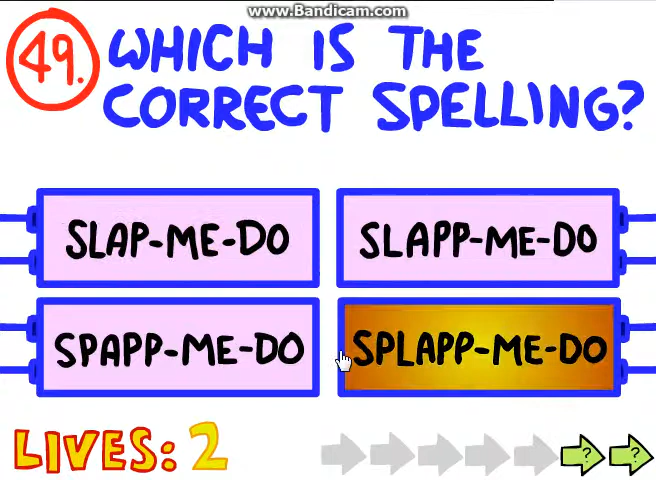 www.Bandicam.com
49. WHICH IS THE
CORRECT SPELLING?
SLAP-ME-DO
SLAPP-ME-DO
SPAPP-ME-DO
SPLAPP-ME-DO
LIVES: 2
? ?